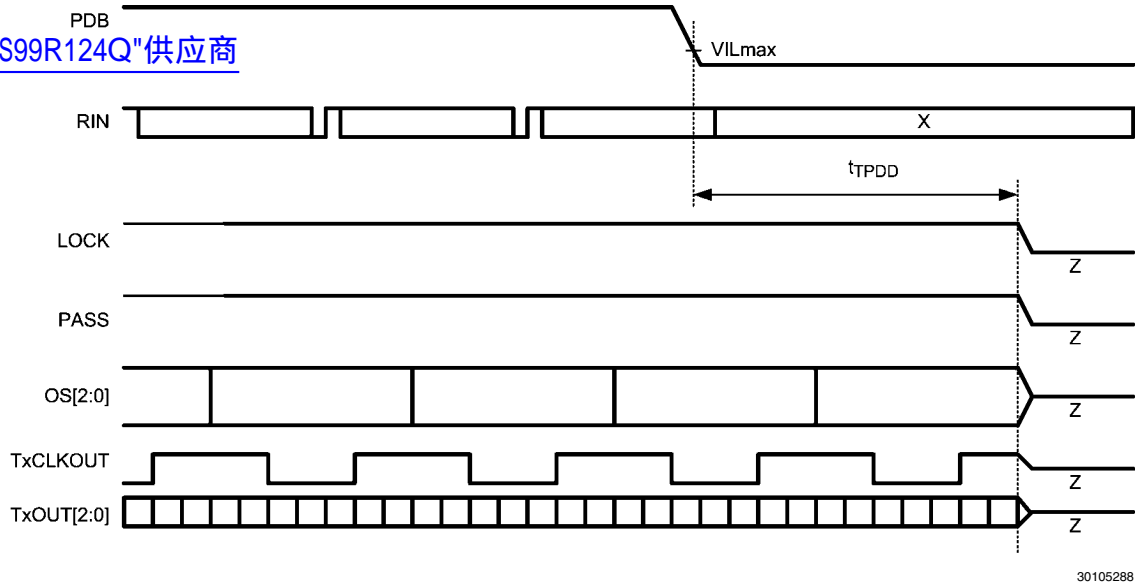 PDB
S99R124Q"供应商
VILmax
RIN
X
tTPDD
LOCK
Z
PASS
Z
OS[2:0]
Z
TxCLKOUT
Z
TxOUT[2:0]
Z
30105288